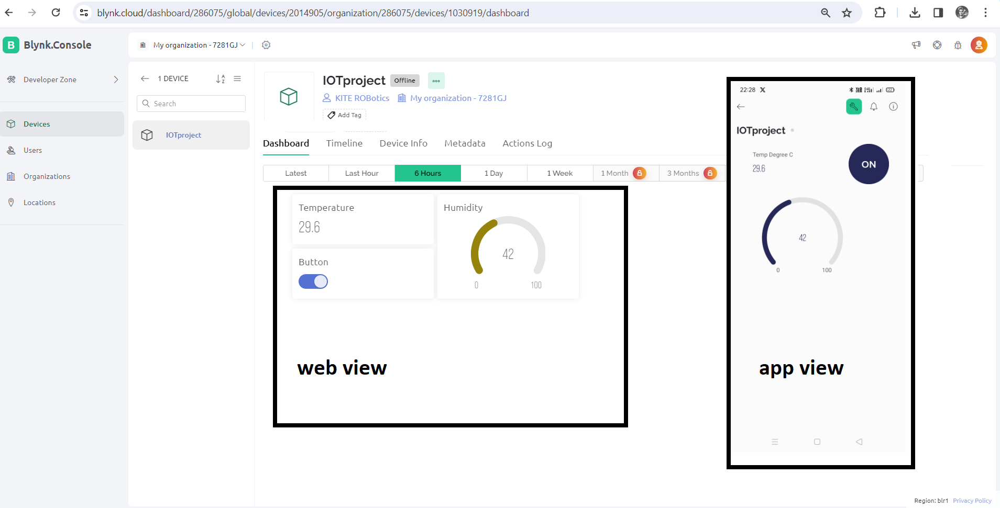 blynk.cloud/dashboard/286075/global/devices/2014905/organization/286075/devices/1030919/dashboard
B Blynk.Console
My organization - 7281GJ
Developer Zone
Devices
Users
Organizations
Locations
1 DEVICE
Search
IOTproject
IOTproject Offline
KITE ROBotics My organization - 7281GJ
Add Tag
Dashboard Timeline Device Info Metadata Actions Log
Latest Last Hour 6 Hours 1 Day 1 Week 1 Month 3 Months
Temperature
29.6
Button
Humidity
42
0 100
web view
22:28 X
IOTproject
Temp Degree C
29.6
ON
42
0 100
app view
Region: blr1 Privacy Policy